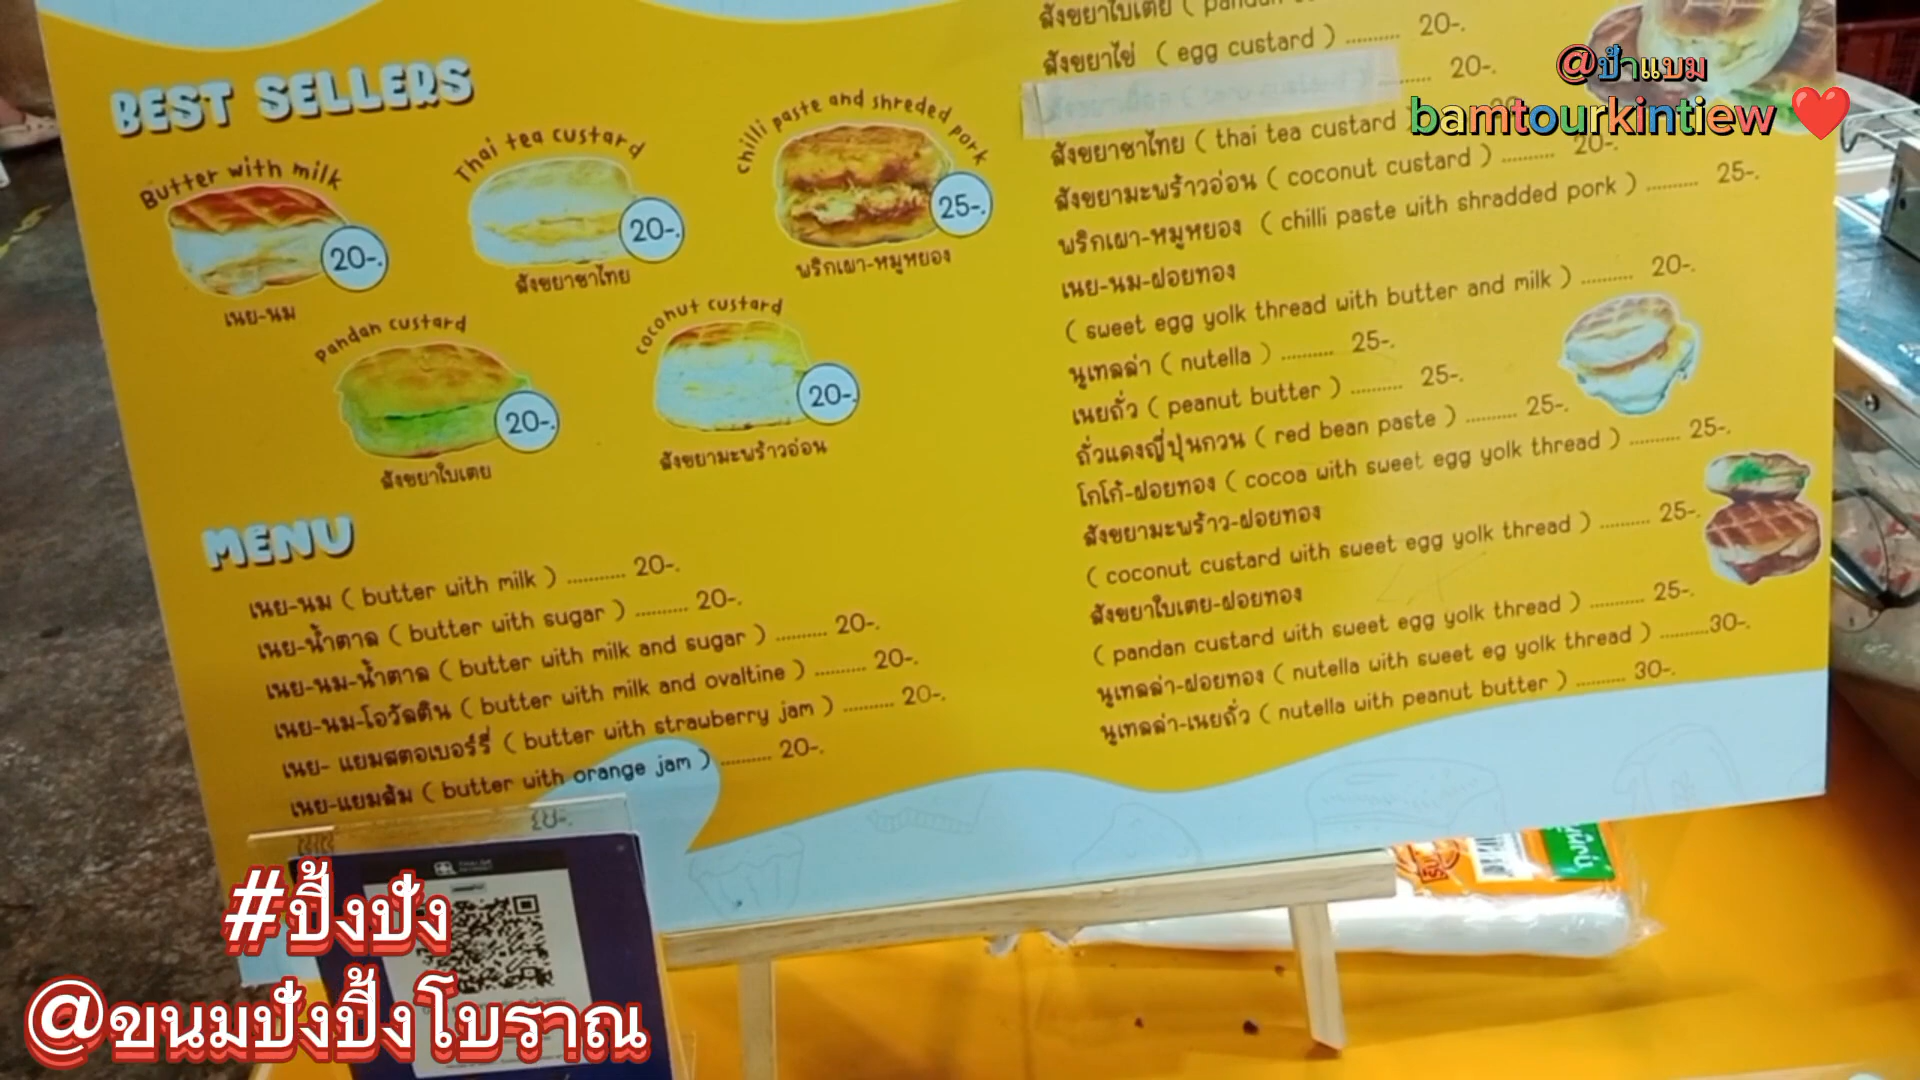 BEST SELLERS
Butter with milk
20-.
เนย-นม
Thai tea custard
20-.
สังขยาชาไทย
chilli paste and shreded pork
25-.
พริกเผา-หมูหยอง
Pandan custard
20-.
สังขยาใบเตย
coconut custard
20-.
สังขยามะพร้าวอ่อน
MENU
เนย-นม ( butter with milk ) ........... 20-.
เนย-น้ำตาล ( butter with sugar ) .......... 20-.
เนย-นม-น้ำตาล ( butter with milk and sugar ) .......... 20-.
เนย-นม-โอวัลติน ( butter with milk and ovaltine ) .......... 20-.
เนย- แยมสตอเบอร์รี่ ( butter with strawberry jam ) .......... 20-.
เนย-แยมส้ม ( butter with orange jam ) .......... 20-.
สังขยาใบเตย (
สังขยาไข่ ( egg custard ) .......... 20-.
20-.
สังขยาชาไทย ( thai tea custard
สังขยามะพร้าวอ่อน ( coconut custard ) .......... 20-.
พริกเผา-หมูหยอง ( chilli paste with shradded pork ) .......... 25-.
เนย-นม-ฝอยทอง
( sweet egg yolk thread with butter and milk ) .......... 20-.
นูเทลล่า ( nutella ) .......... 25-.
เนยถั่ว ( peanut butter ) .......... 25-.
ถั่วแดงญี่ปุ่นกวน ( red bean paste ) .......... 25-.
โกโก้-ฝอยทอง ( cocoa with sweet egg yolk thread ) .......... 25-.
สังขยามะพร้าว-ฝอยทอง
( coconut custard with sweet egg yolk thread ) .......... 25-.
สังขยาใบเตย-ฝอยทอง
( pandan custard with sweet egg yolk thread ) .......... 25-.
นูเทลล่า-ฝอยทอง ( nutella with sweet eg yolk thread ) ..........30-.
นูเทลล่า-เนยถั่ว ( nutella with peanut butter ) .......... 30-.
@ป้าแบม
bamtourkintiew ❤️
#ปิ้งปัง
@ขนมปังปิ้งโบราณ